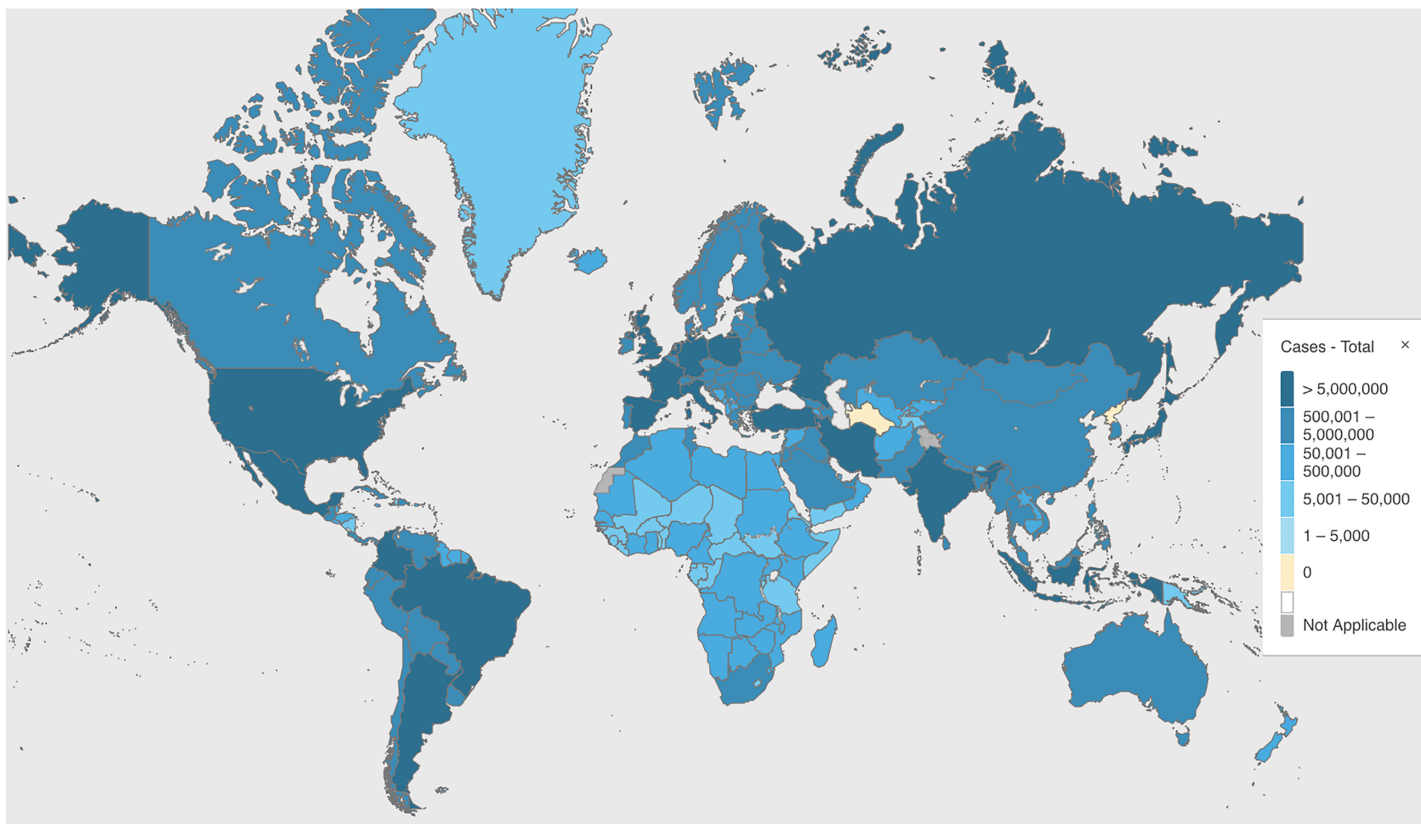 Cases - Total ×
> 5,000,000
500,001 –
5,000,000
50,001 –
500,000
5,001 – 50,000
1 – 5,000
0
Not Applicable